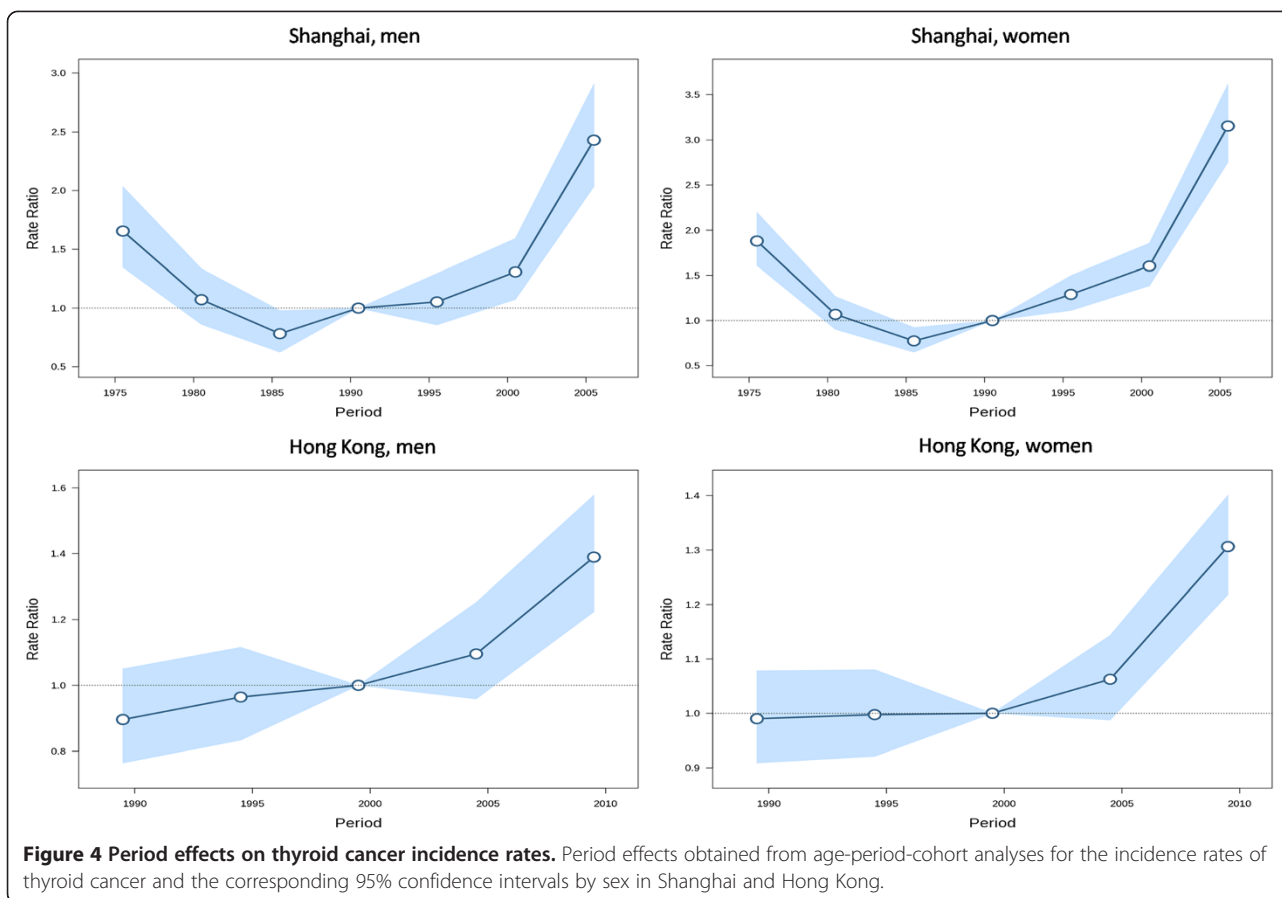 Shanghai, men
3.0
2.5
2.0
1.5
1.0
0.5
Rate Ratio
1975 1980 1985 1990 1995 2000 2005
Period
Shanghai, women
3.5
3.0
2.5
2.0
1.5
1.0
0.5
Rate Ratio
1975 1980 1985 1990 1995 2000 2005
Period
Hong Kong, men
1.6
1.4
1.2
1.0
0.8
Rate Ratio
1990 1995 2000 2005 2010
Period
Hong Kong, women
1.4
1.3
1.2
1.1
1.0
0.9
Rate Ratio
1990 1995 2000 2005 2010
Period
Figure 4 Period effects on thyroid cancer incidence rates. Period effects obtained from age-period-cohort analyses for the incidence rates of
thyroid cancer and the corresponding 95% confidence intervals by sex in Shanghai and Hong Kong.